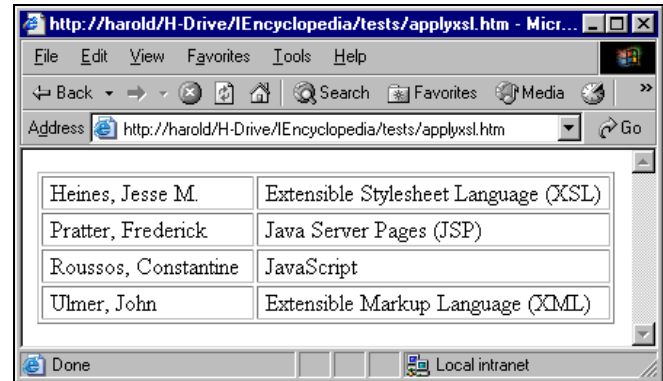 http://harold/H-Drive/IEncyclopedia/tests/applyxsl.htm - Micr...
File Edit View Favorites Tools Help
Back Search Favorites Media »
Address http://harold/H-Drive/IEncyclopedia/tests/applyxsl.htm Go
Heines, Jesse M. Extensible Stylesheet Language (XSL)
Pratter, Frederick Java Server Pages (JSP)
Roussos, Constantine JavaScript
Ulmer, John Extensible Markup Language (XML)
Done Local intranet